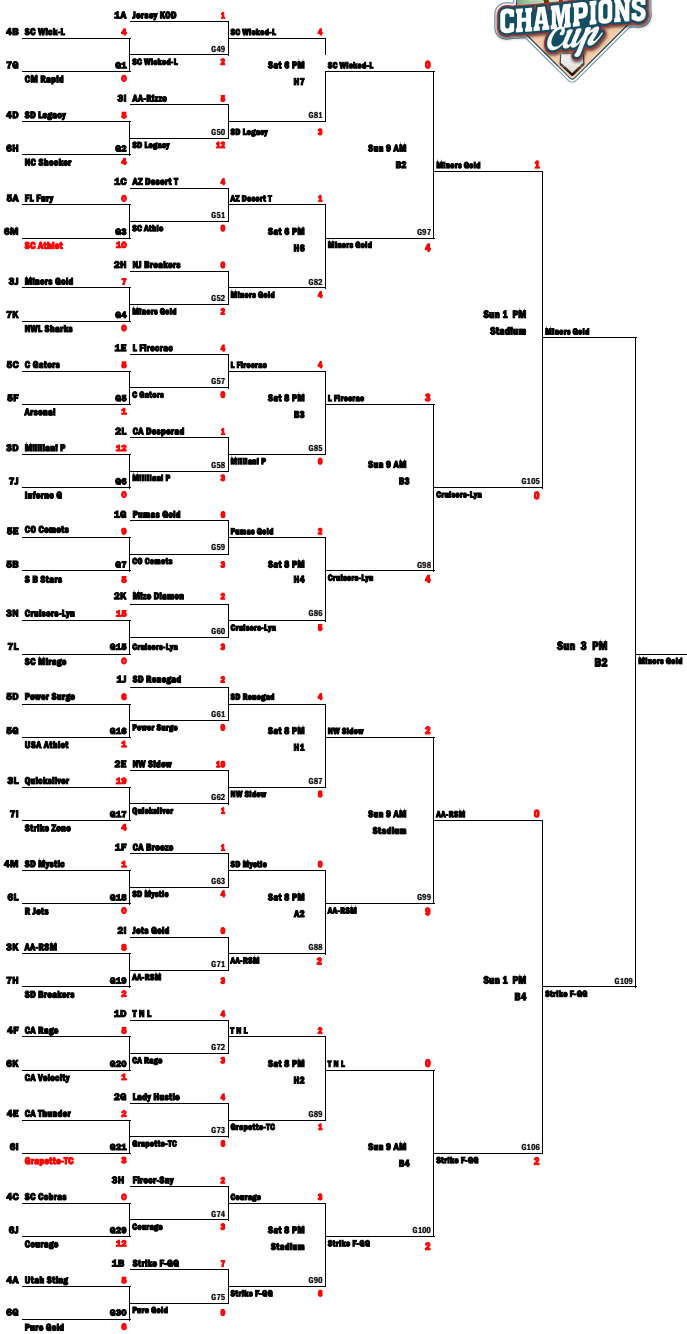 CHAMPIONS
Cup
1A Jersey KOD 1
4B SC Wick-L 4
SC Wicked-L 4
G49
7G G1 SC Wicked-L 2
CM Rapid 0
Sat 6 PM
H7
SC Wicked-L 0
3I AA-Rizzo 5
4D SD Legacy 5
G81
G50 SD Legacy 3
6H G2 SD Legacy 12
NC Shocker 4
Sun 9 AM
B2
Miners Gold 1
1C AZ Desert T 4
5A FL Fury 0
AZ Desert T 1
G51
6M G3 SC Athlo 0
SC Athlet 10
Sat 6 PM
H6
G97
Miners Gold 4
2H NJ Breakers 0
3J Miners Gold 7
G82
G52 Miners Gold 4
7K G4 Miners Gold 2
NWL Sharks 0
Sun 1 PM
Stadium
Miners Gold
1E I. Firecrac 4
5C C Gators 5
I. Firecrac 4
G57
5F G5 C Gators 0
Arsenal 1
Sat 8 PM
B3
I. Firecrac 3
2L CA Desperad 1
3D Mililani P 12
G85
G58 Mililani P 0
7J G6 Mililani P 3
Inferno G 0
Sun 9 AM
B3
G105
Cruisers-Lyn 0
1G Pumas Gold 6
5E CO Comets 9
Pumas Gold 2
G59
5B G7 CO Comets 3
S B Stars 5
Sat 8 PM
H4
G98
Cruisers-Lyn 4
2K Mizo Diamon 2
3N Cruisers-Lyn 15
G86
G60 Cruisers-Lyn 5
7L G15 Cruisers-Lyn 3
SC Mirage 0
Sun 3 PM
B2
Miners Gold
1J SD Renegad 2
5D Power Surge 6
SD Renegad 4
G61
5G G16 Power Surge 0
USA Athlet 1
Sat 8 PM
H1
NW Sidew 2
2E NW Sidew 10
3L Quicksilver 19
G87
G62 NW Sidew 8
7I G17 Quicksilver 1
Strike Zone 4
Sun 9 AM
Stadium
AA-RSM 0
1F CA Breeze 1
4M SD Mystic 1
SD Mystic 0
G63
6L G18 SD Mystic 4
R Jets 0
Sat 8 PM
A2
G99
AA-RSM 9
2I Jets Gold 0
3K AA-RSM 8
G88
G71 AA-RSM 2
7H G19 AA-RSM 3
SD Breakers 2
Sun 1 PM
B4
G109
Strike F-GG
1D T N L 4
4F CA Rage 5
T N L 2
G72
6K G20 CA Rage 3
CA Velocity 1
Sat 8 PM
H2
T N L 0
2G Lady Hustle 4
4E CA Thunder 2
G89
G73 Grapette-TC 1
6I G21 Grapette-TC 6
Grapette-TC 3
Sun 9 AM
B4
G106
Strike F-GG 2
3H Firecr-Say 2
4C SC Cobras 0
Courage 3
G74
6J G29 Courage 3
Courage 12
Sat 8 PM
Stadium
G100
Strike F-GG 2
1B Strike F-GG 7
4A Utah Sting 5
G90
G75 Strike F-GG 6
6G G30 Pure Gold 0
Pure Gold 6